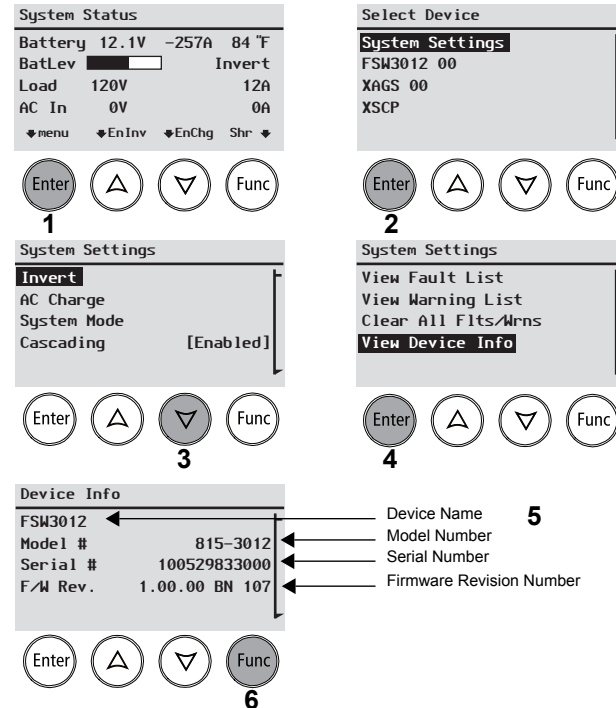 System Status
Battery 12.1V -257A 84 °F
BatLev Invert
Load 120V 12A
AC In 0V 0A
menu EnInv EnChg Shr
Enter Func
1
Select Device
System Settings
FSW3012 00
XAGS 00
XSCP
Enter Func
2
System Settings
Invert
AC Charge
System Mode
Cascading [Enabled]
Enter Func
3
System Settings
View Fault List
View Warning List
Clear All Flts/Wrns
View Device Info
Enter Func
4
Device Info
FSW3012
Model # 815-3012
Serial # 100529833000
F/W Rev. 1.00.00 BN 107
Device Name 5
Model Number
Serial Number
Firmware Revision Number
Enter Func
6